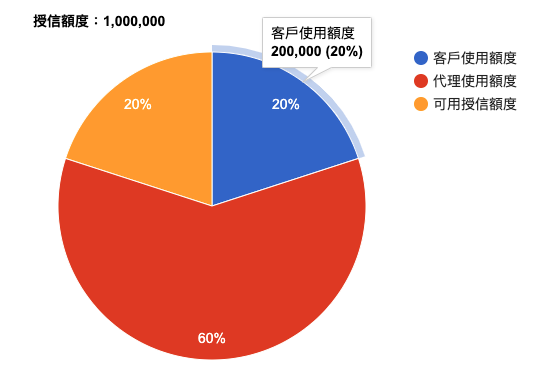 授信額度：1,000,000
客戶使用額度
200,000 (20%)
客戶使用額度
代理使用額度
可用授信額度
20%
20%
60%